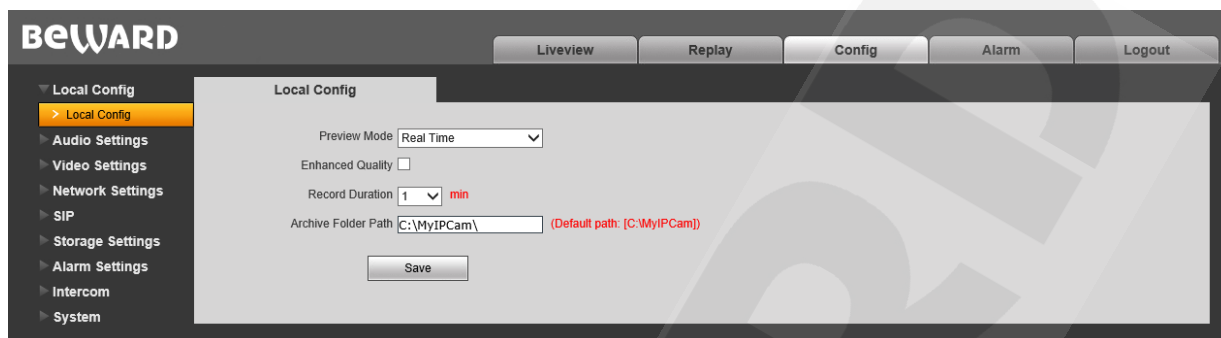 BEWARD
Liveview Replay Config Alarm Logout
Local Config
> Local Config
Audio Settings
Video Settings
Network Settings
SIP
Storage Settings
Alarm Settings
Intercom
System
Local Config
Preview Mode Real Time
Enhanced Quality
Record Duration 1 min
Archive Folder Path C:\MyIPCam\ (Default path: [C:\MyIPCam])
Save